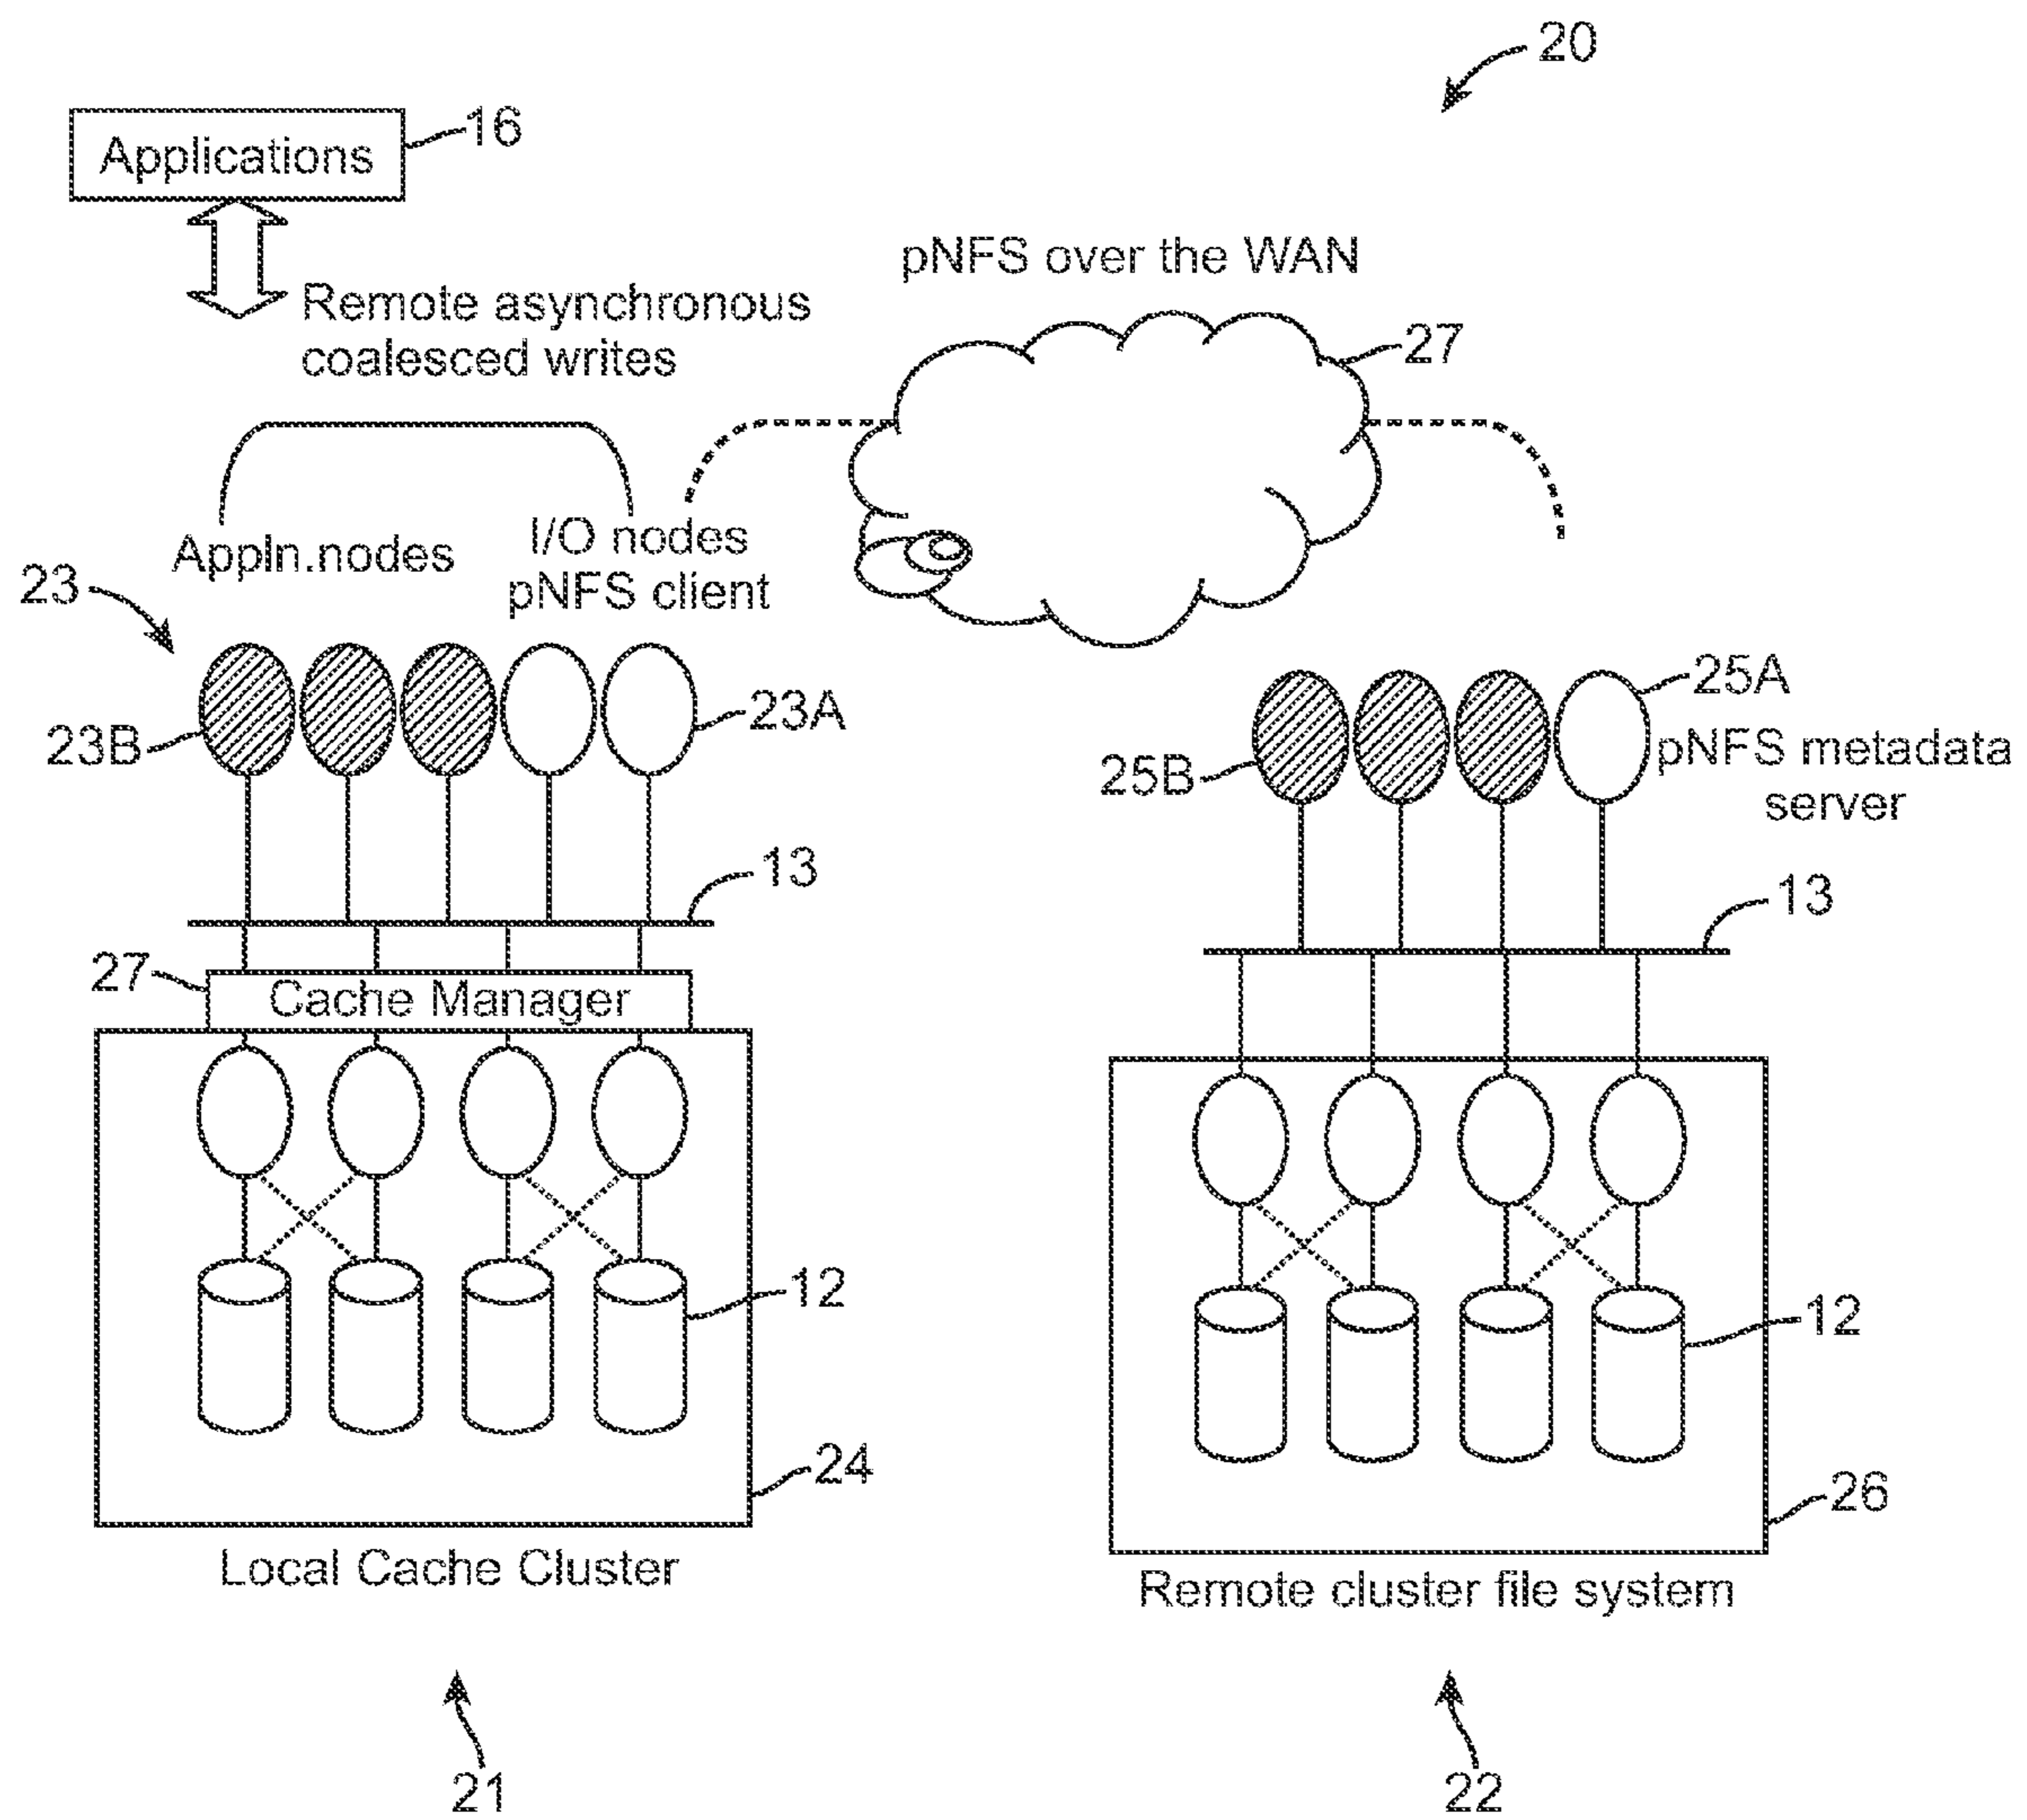 20
Applications
16
pNFS over the WAN
Remote asynchronous
coalesced writes
27
Appln.nodes
I/O nodes
pNFS client
23
23B
23A
25A
25B
pNFS metadata
server
13
13
27
Cache Manager
12
12
24
26
Local Cache Cluster
Remote cluster file system
21
22